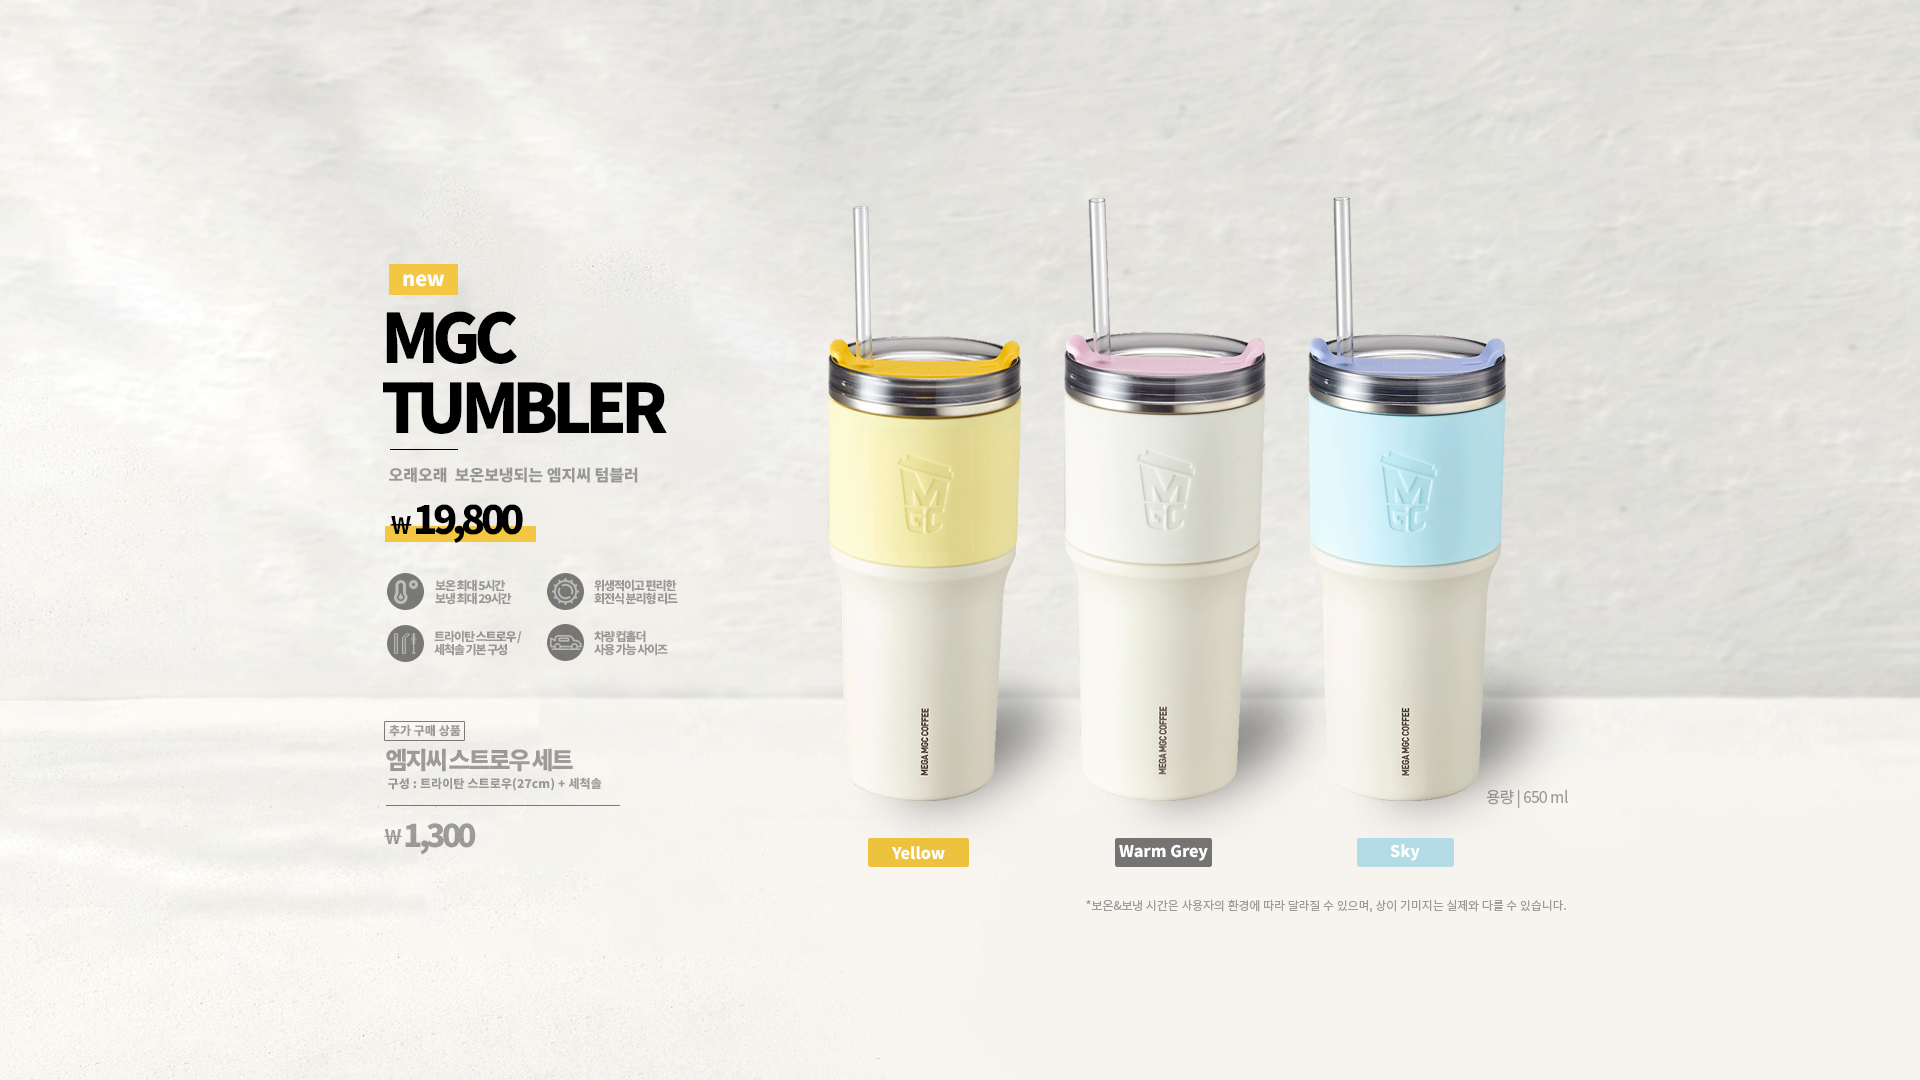 new
MGC
TUMBLER
오래오래 보온보냉되는 엠지씨 텀블러
₩ 19,800
보온 최대 5시간
보냉 최대 29시간
위생적이고 편리한
회전식 분리형 리드
트라이탄 스트로우 /
세척솔 기본 구성
차량 컵홀더
사용 가능 사이즈
추가 구매 상품
엠지씨 스트로우 세트
구성 : 트라이탄 스트로우(27cm) + 세척솔
₩ 1,300
M
GC
MEGA MGC COFFEE
M
GC
MEGA MGC COFFEE
M
GC
MEGA MGC COFFEE
용량 | 650 ml
Yellow
Warm Grey
Sky
*보온&보냉 시간은 사용자의 환경에 따라 달라질 수 있으며, 상이 기미지는 실제와 다를 수 있습니다.